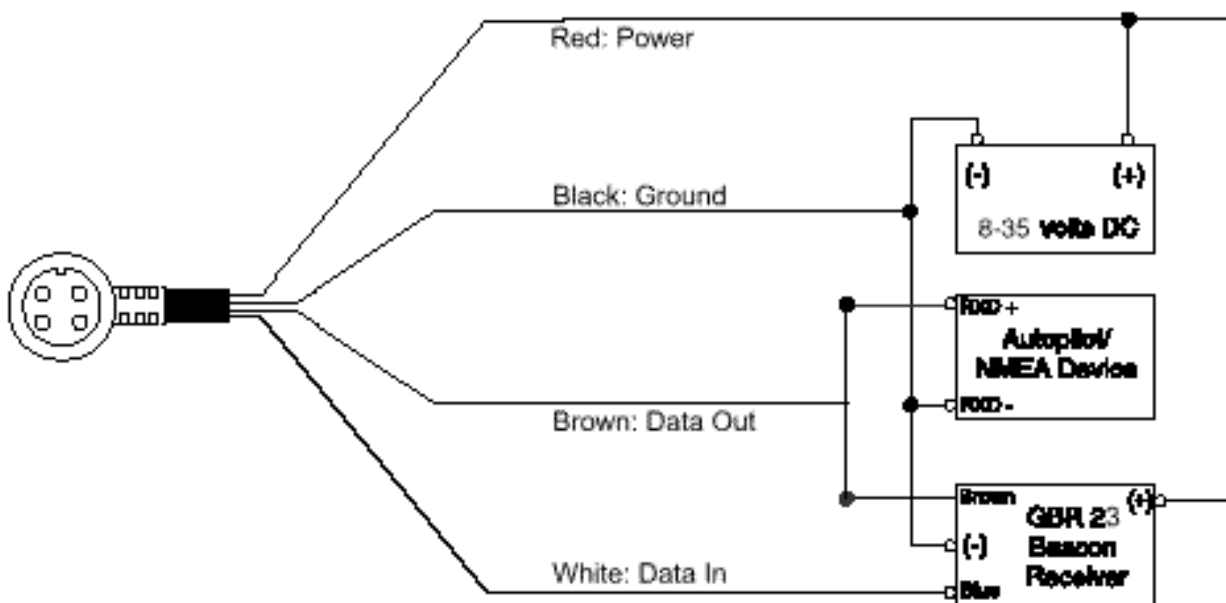 Red: Power
(-) (+)
8-35 volts DC
Black: Ground
RXD +
Autopilot/
NMEA Device
RXD -
Brown: Data Out
Brown (+)
GBR 23
(-) Beacon
Receiver
White: Data In
Blue